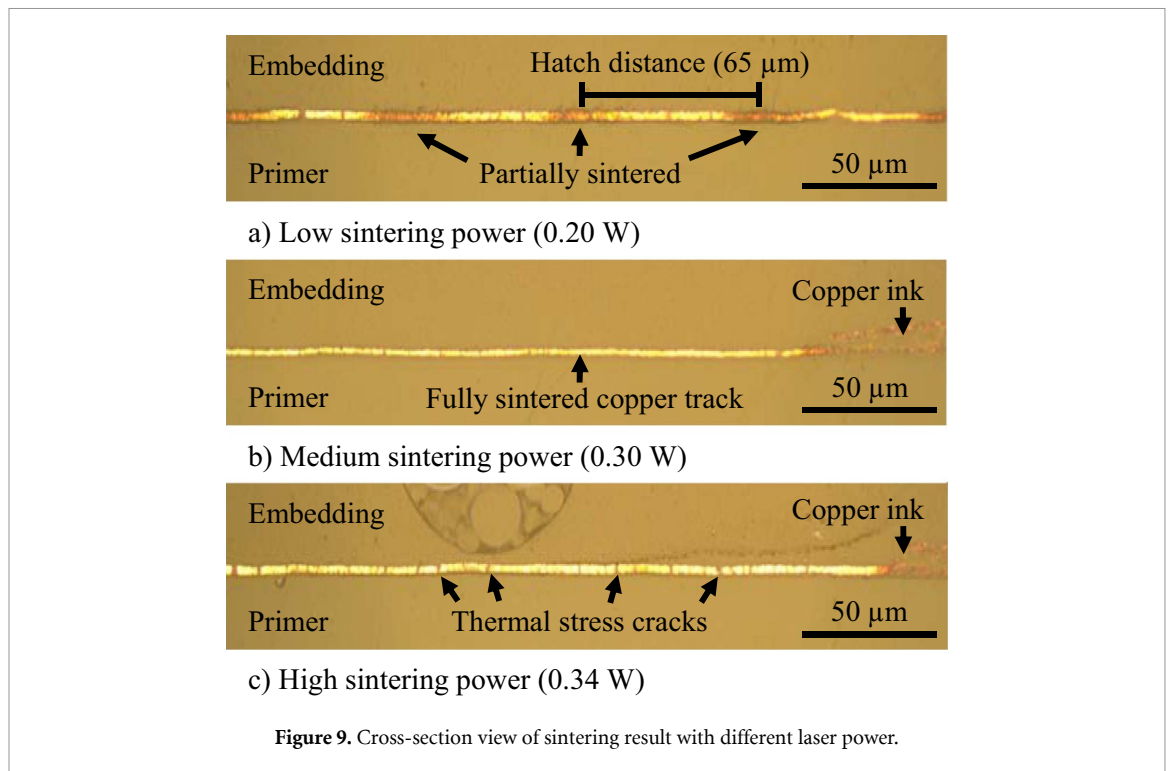 Embedding
Hatch distance (65 µm)
Primer
Partially sintered
50 µm
a) Low sintering power (0.20 W)
Embedding
Copper ink
Primer
Fully sintered copper track
50 µm
b) Medium sintering power (0.30 W)
Embedding
Copper ink
Primer
Thermal stress cracks
50 µm
c) High sintering power (0.34 W)
Figure 9. Cross-section view of sintering result with different laser power.